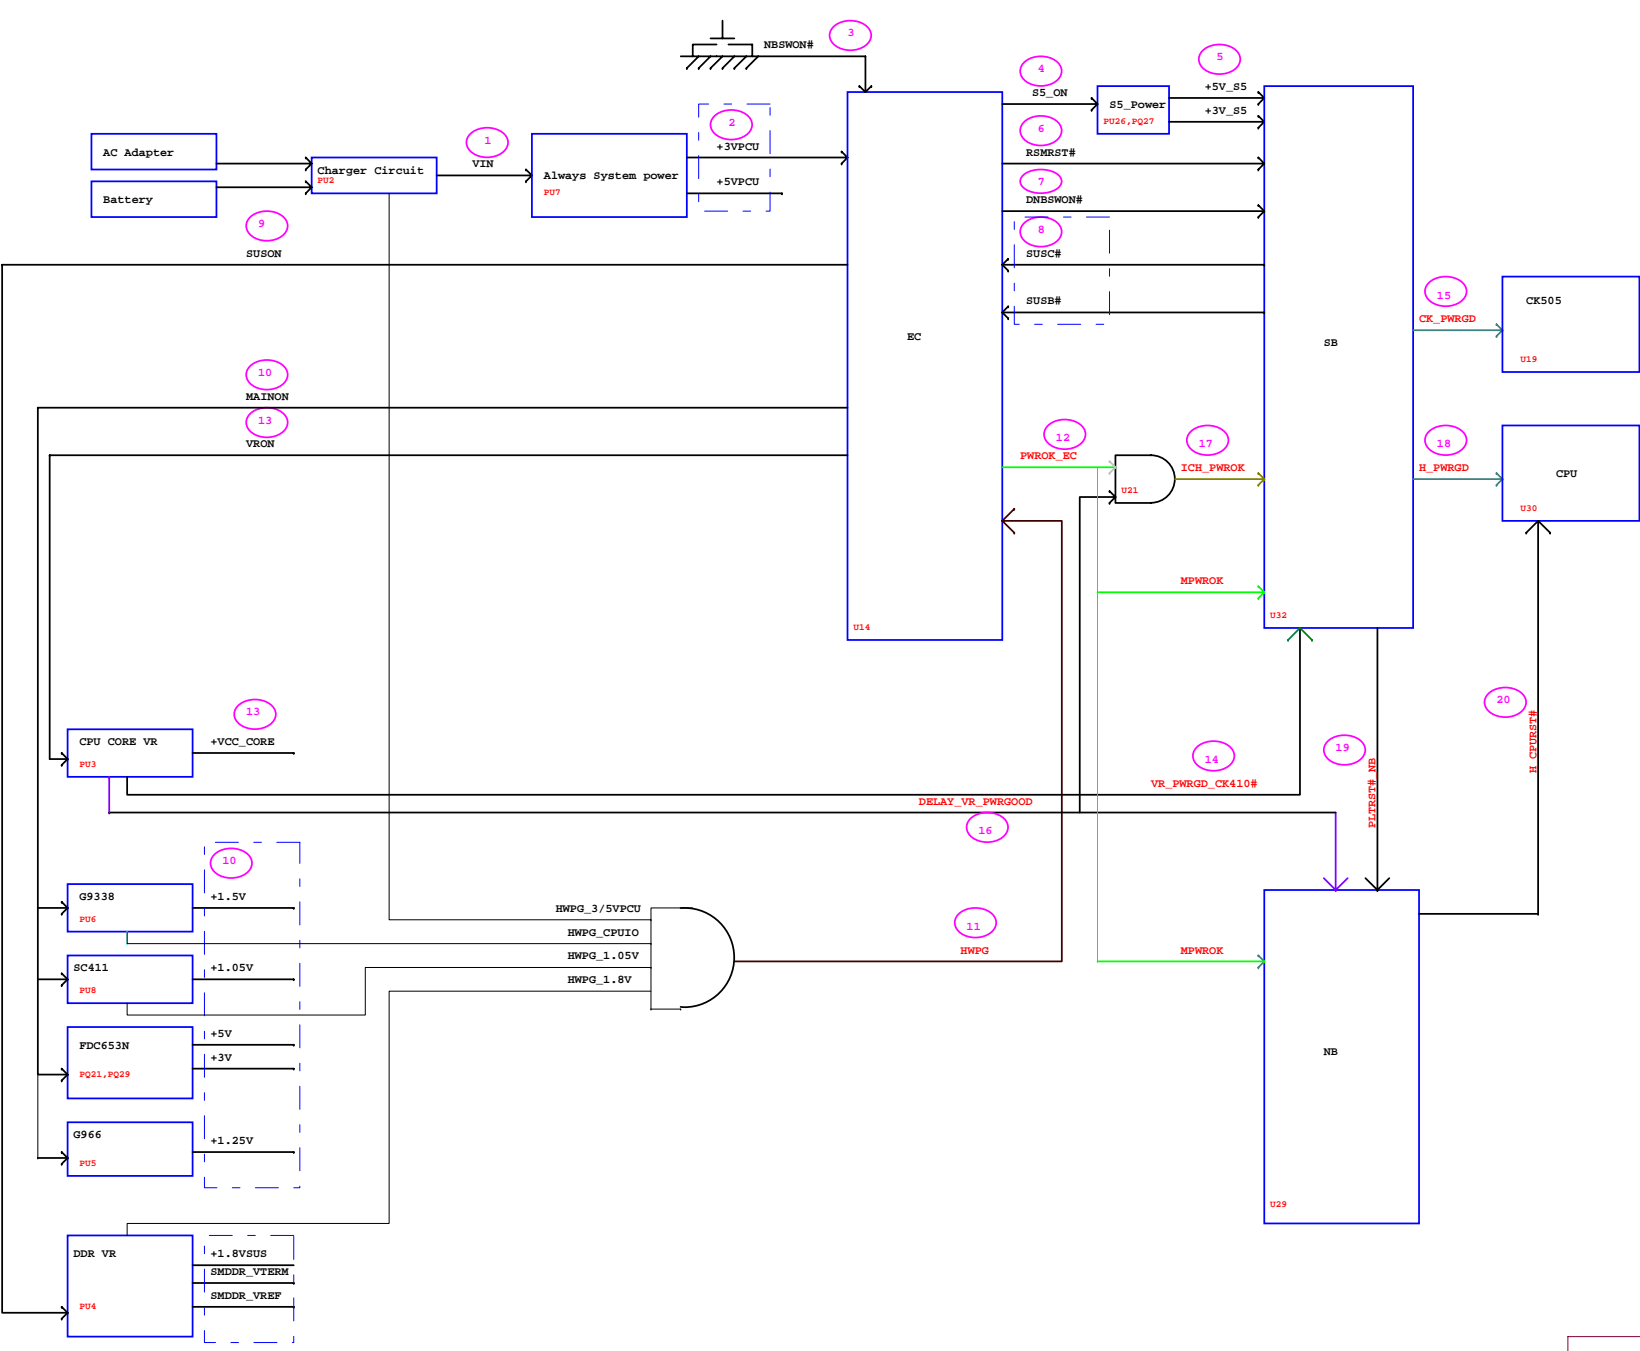 NBSWON#
3
4
S5_ON
5
+5V_S5
+3V_S5
S5_Power
PU26,PQ27
6
RSMRST#
7
DNBSWON#
8
SUSC#
SUSB#
AC Adapter
Battery
Charger Circuit
PU2
1
VIN
Always System power
PU7
2
+3VPCU
+5VPCU
9
SUSON
10
MAINON
13
VRON
EC
U14
SB
U32
15
CK_PWRGD
CK505
U19
12
PWROK_EC
U21
17
ICH_PWROK
18
H_PWRGD
CPU
U30
MPWROK
CPU CORE VR
PU3
13
+VCC_CORE
14
VR_PWRGD_CK410#
DELAY_VR_PWRGOOD
16
19
PLTRST#_NB
20
H_CPURST#
10
G9338
PU6
+1.5V
SC411
PU8
+1.05V
FDC653N
PQ21,PQ29
+5V
+3V
G966
PU5
+1.25V
HWPG_3/5VPCU
HWPG_CPUIO
HWPG_1.05V
HWPG_1.8V
11
HWPG
MPWROK
NB
U29
DDR VR
PU4
+1.8VSUS
SMDDR_VTERM
SMDDR_VREF